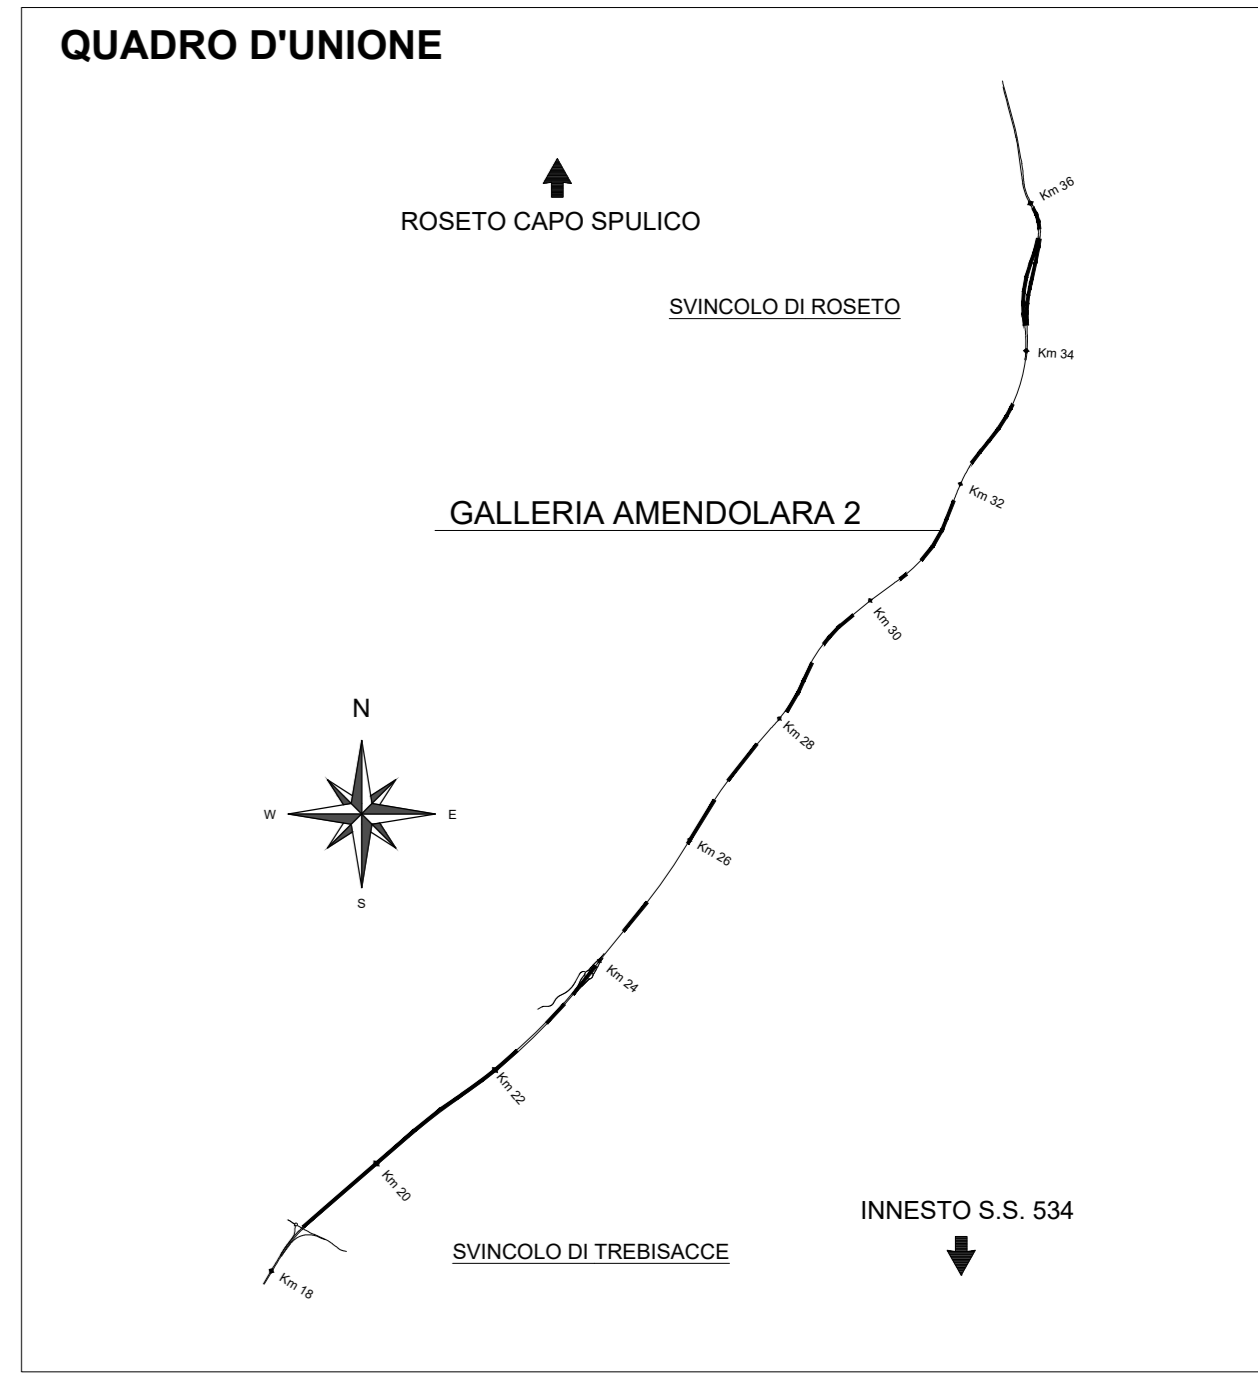 QUADRO D'UNIONE
Km 36
ROSETO CAPO SPULICO
SVINCOLO DI ROSETO
Km 34
Km 32
GALLERIA AMENDOLARA 2
Km 30
N
Km 28
W
E
Km 26
S
Km 24
Km 22
Km 20
INNESTO S.S. 534
SVINCOLO DI TREBISACCE
Km 18